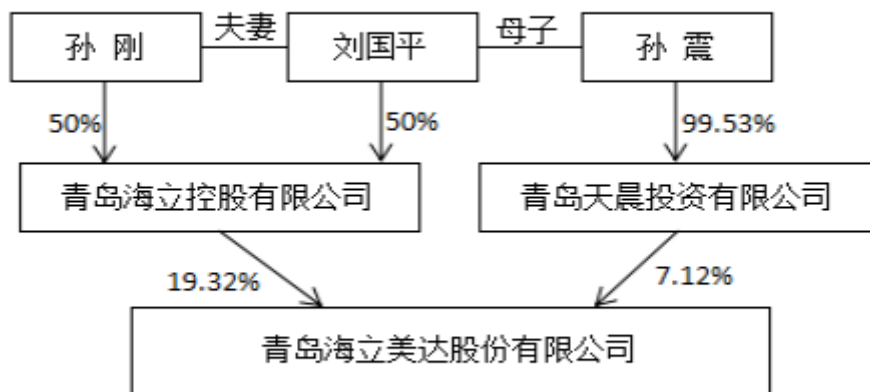 孙 刚
夫妻
刘国平
母子
孙 震
50%
50%
99.53%
青岛海立控股有限公司
青岛天晨投资有限公司
19.32%
7.12%
青岛海立美达股份有限公司